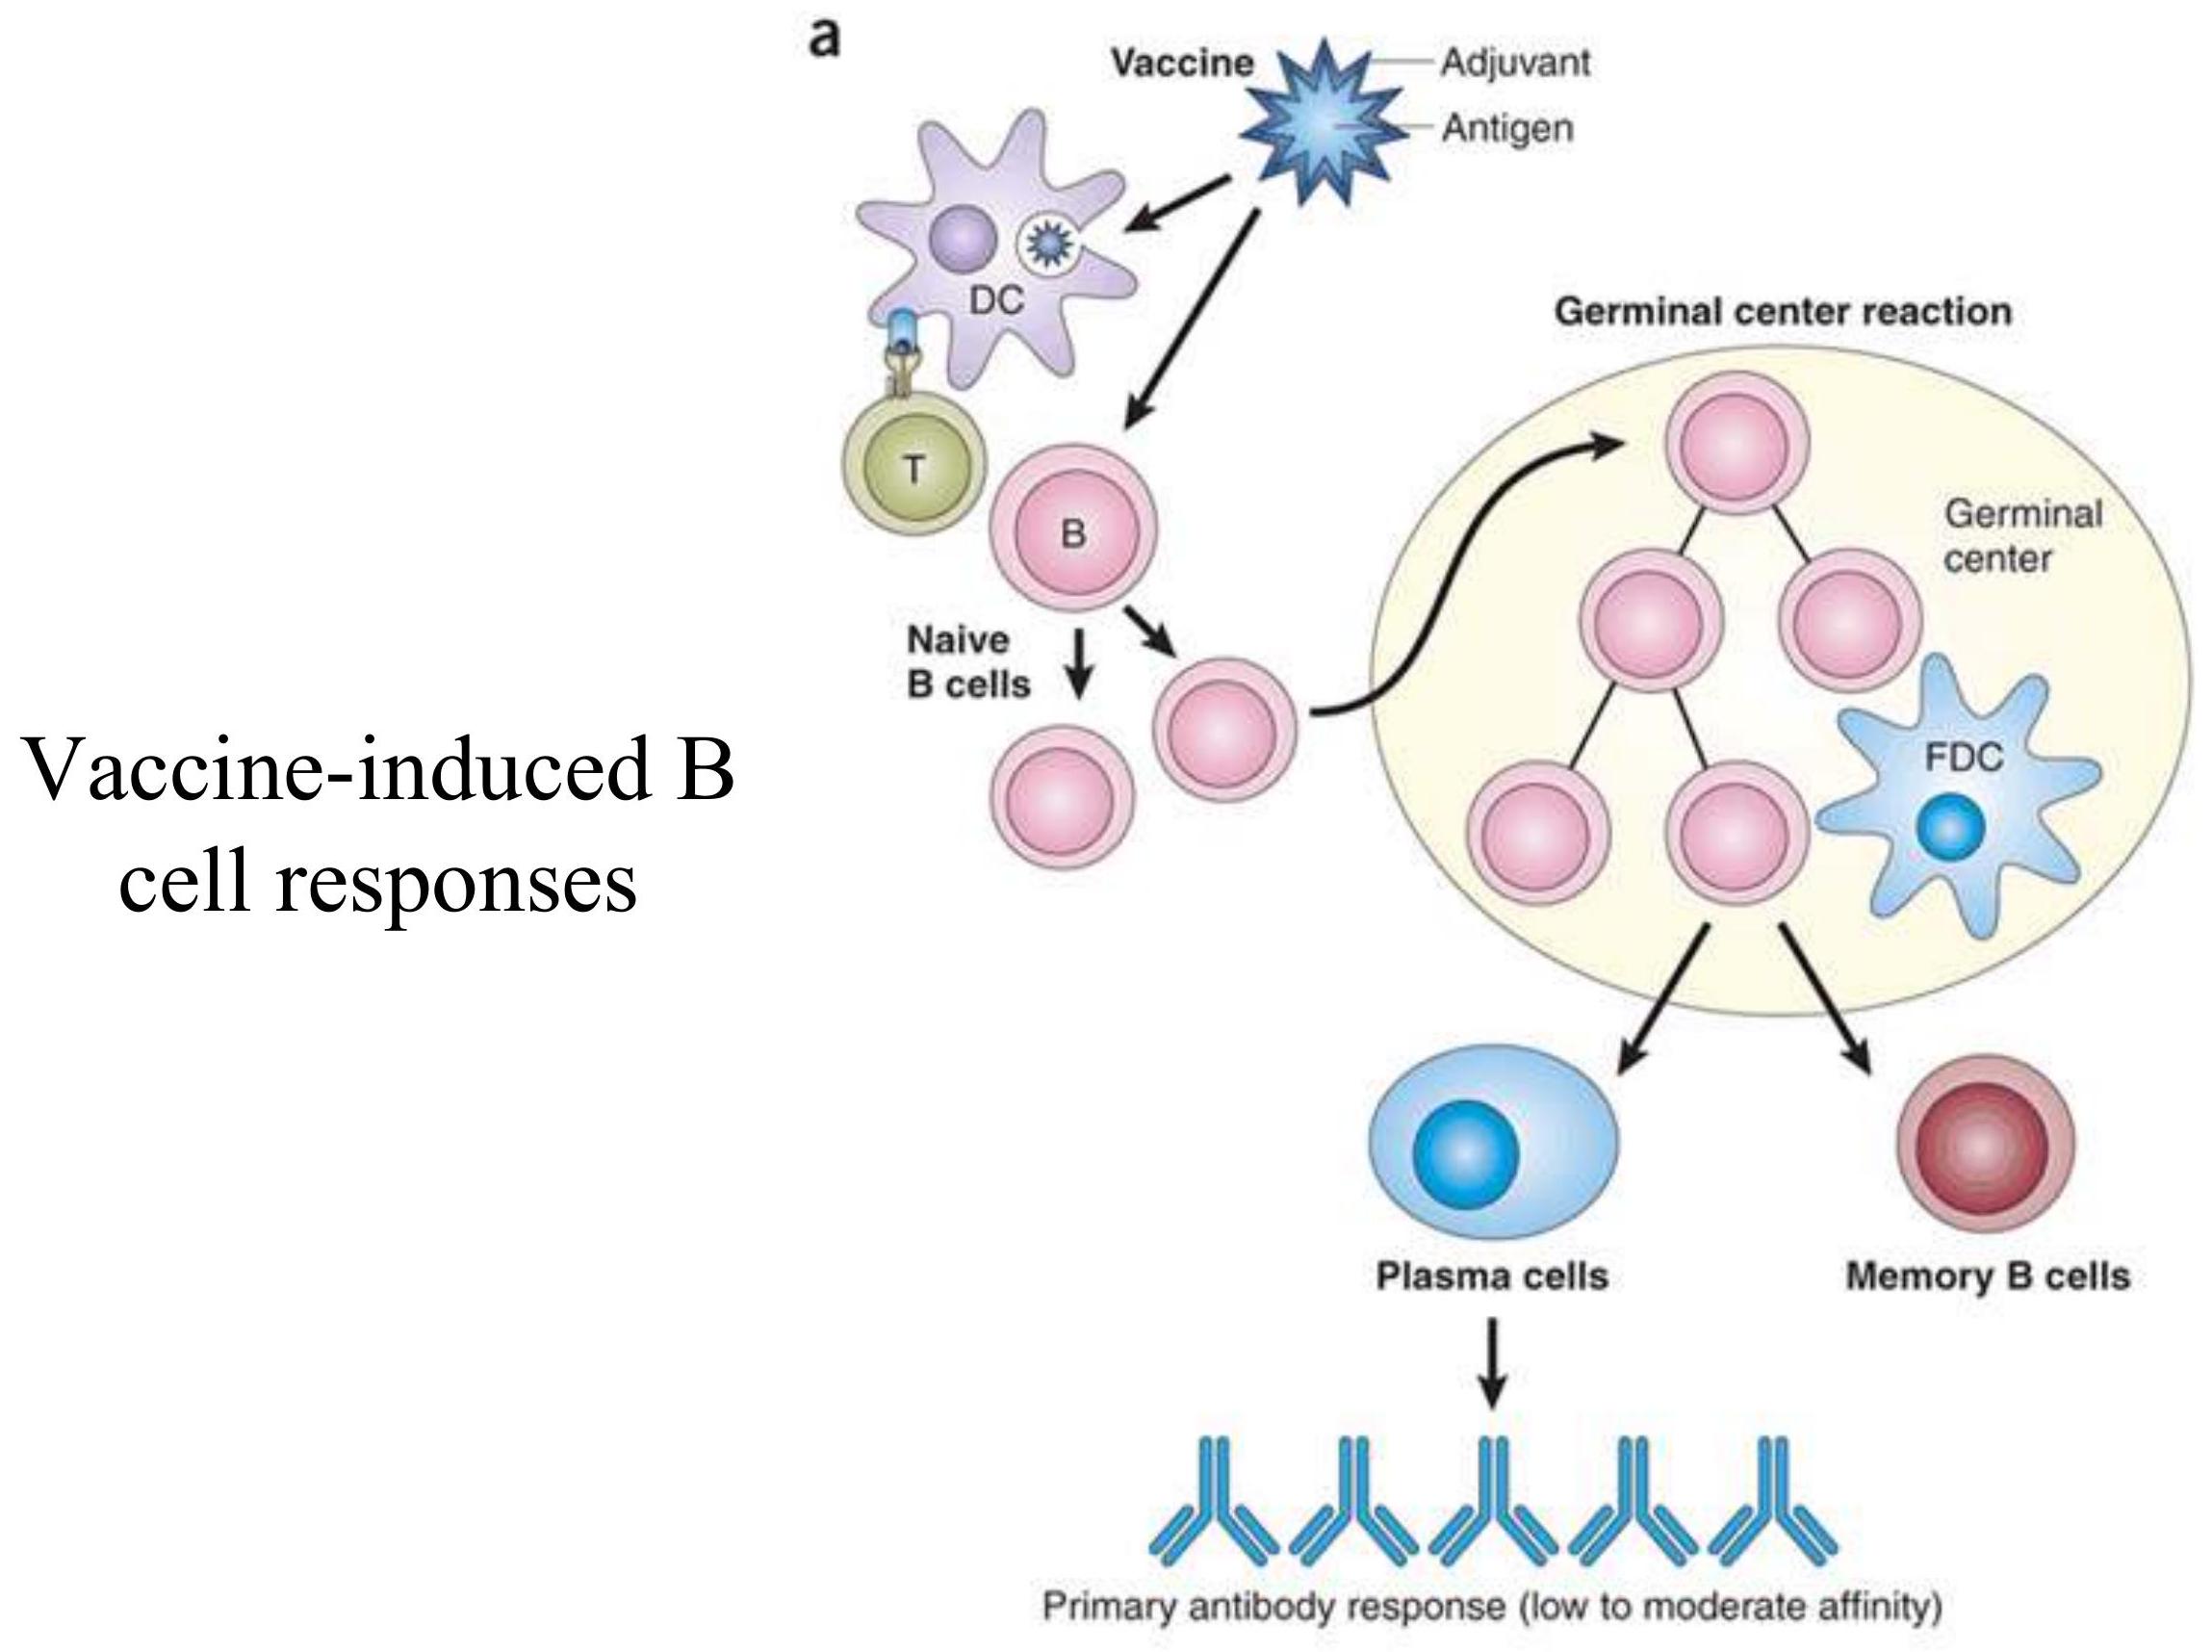 a
Vaccine
Adjuvant
Antigen
DC
T
B
Naive
B cells
Germinal center reaction
Germinal
center
FDC
Vaccine-induced B
cell responses
Plasma cells
Memory B cells
Primary antibody response (low to moderate affinity)